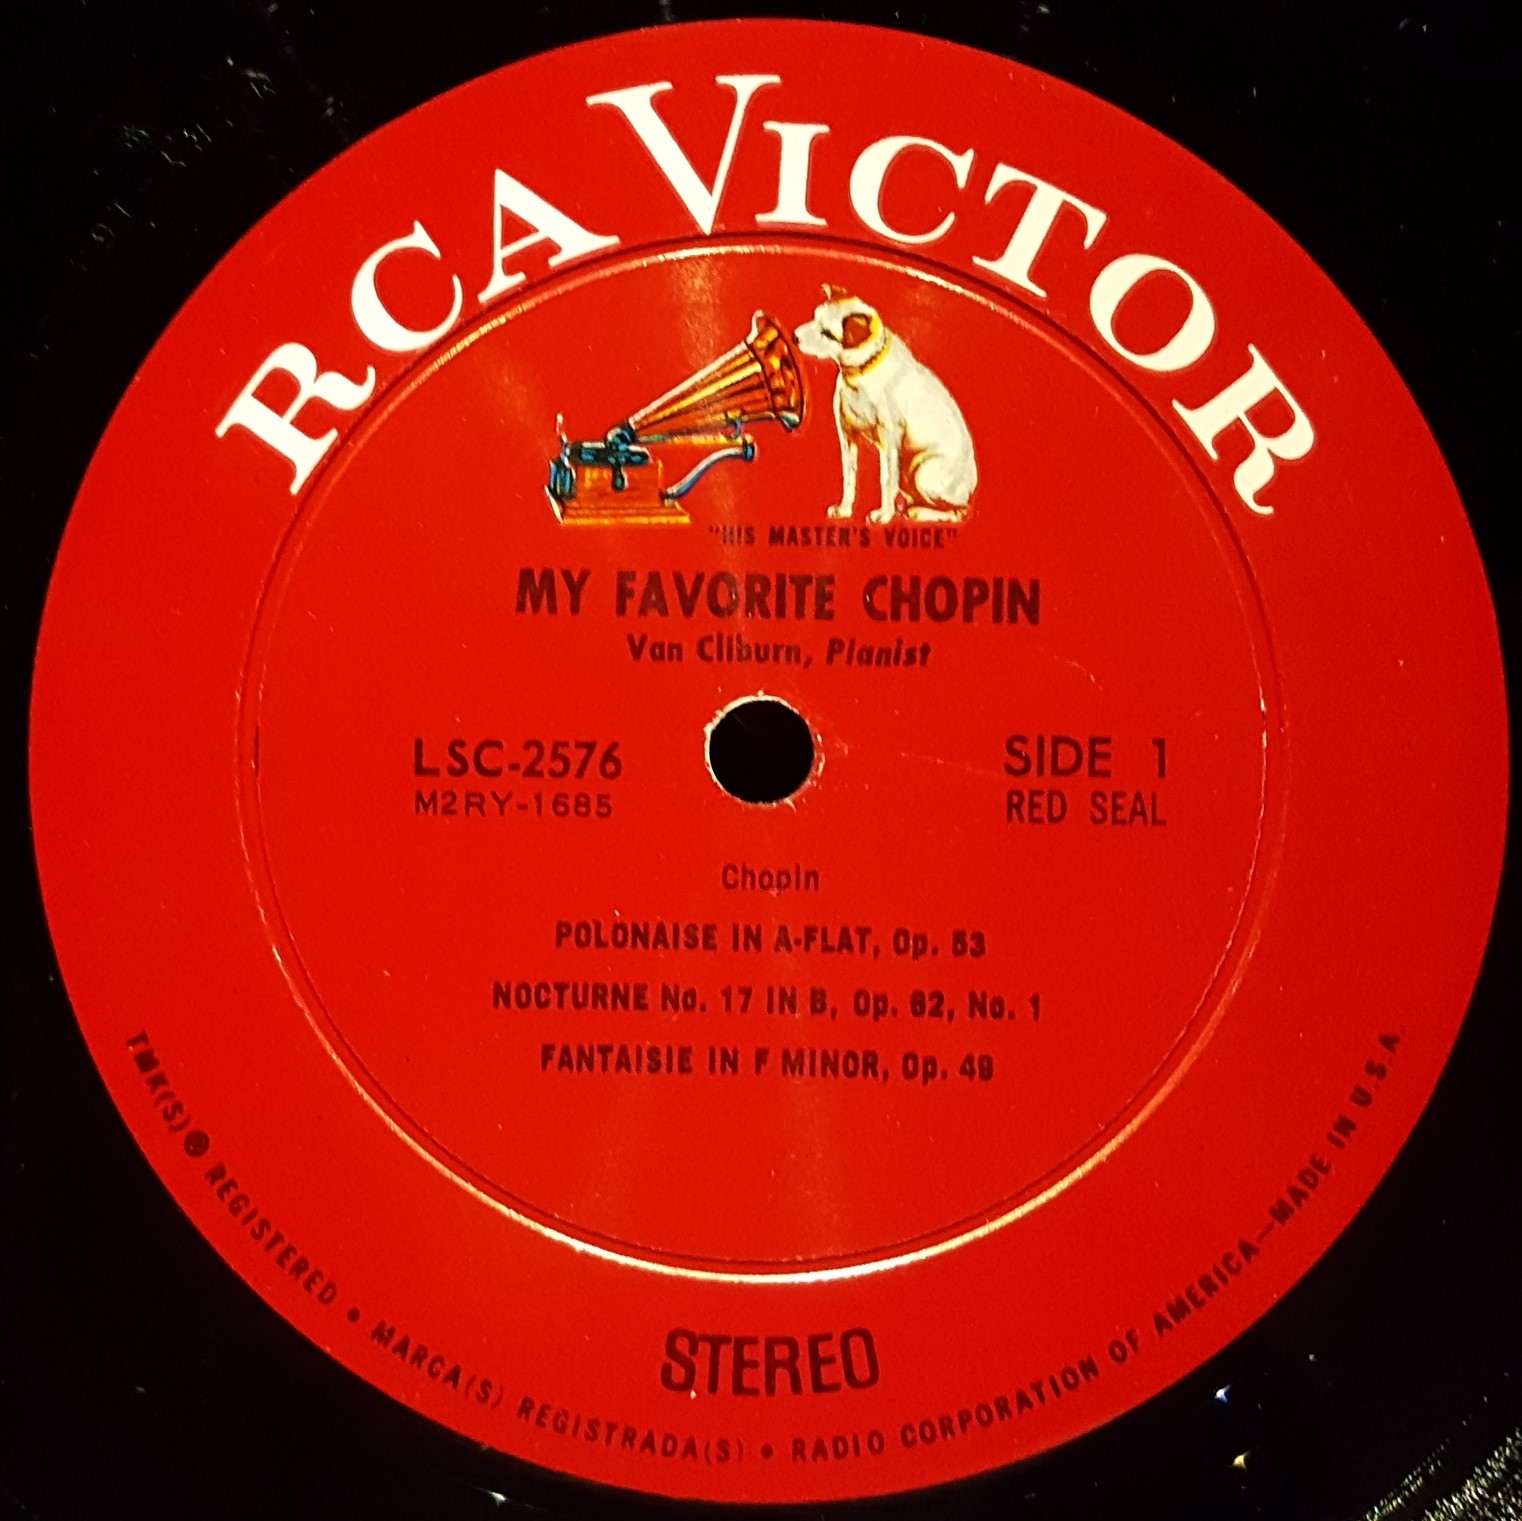 RCA VICTOR
"HIS MASTER'S VOICE"
MY FAVORITE CHOPIN
Van Cliburn, Pianist
LSC-2576
M2RY-1685
SIDE 1
RED SEAL
Chopin
POLONAISE IN A-FLAT, Op. 53
NOCTURNE No. 17 IN B, Op. 62, No. 1
FANTAISIE IN F MINOR, Op. 49
STEREO
TMK(S) ® REGISTERED • MARCA(S) REGISTRADA(S) • RADIO CORPORATION OF AMERICA—MADE IN U.S.A.